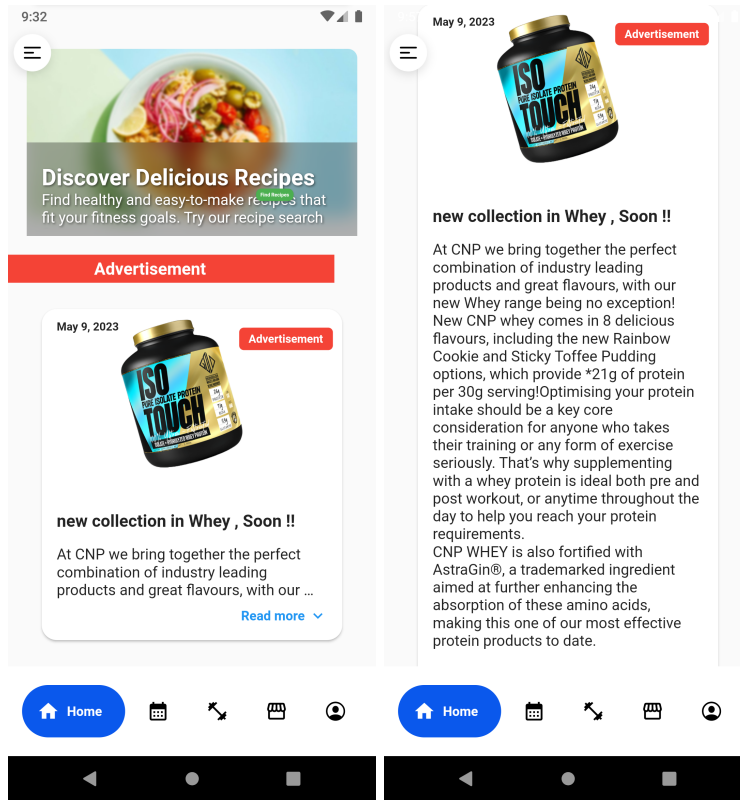 9:32
Discover Delicious Recipes
Find healthy and easy-to-make recipes that
Find Recipes
fit your fitness goals. Try our recipe search
Advertisement
May 9, 2023
Advertisement
ISO
PURE ISOLATE PROTEIN
TOUCH
new collection in Whey , Soon !!
At CNP we bring together the perfect
combination of industry leading
products and great flavours, with our ...
Read more
Home
May 9, 2023
Advertisement
ISO
PURE ISOLATE PROTEIN
TOUCH
new collection in Whey , Soon !!
At CNP we bring together the perfect
combination of industry leading
products and great flavours, with our
new Whey range being no exception!
New CNP whey comes in 8 delicious
flavours, including the new Rainbow
Cookie and Sticky Toffee Pudding
options, which provide *21g of protein
per 30g serving!Optimising your protein
intake should be a key core
consideration for anyone who takes
their training or any form of exercise
seriously. That's why supplementing
with a whey protein is ideal both pre and
post workout, or anytime throughout the
day to help you reach your protein
requirements.
CNP WHEY is also fortified with
AstraGin®, a trademarked ingredient
aimed at further enhancing the
absorption of these amino acids,
making this one of our most effective
protein products to date.
Home